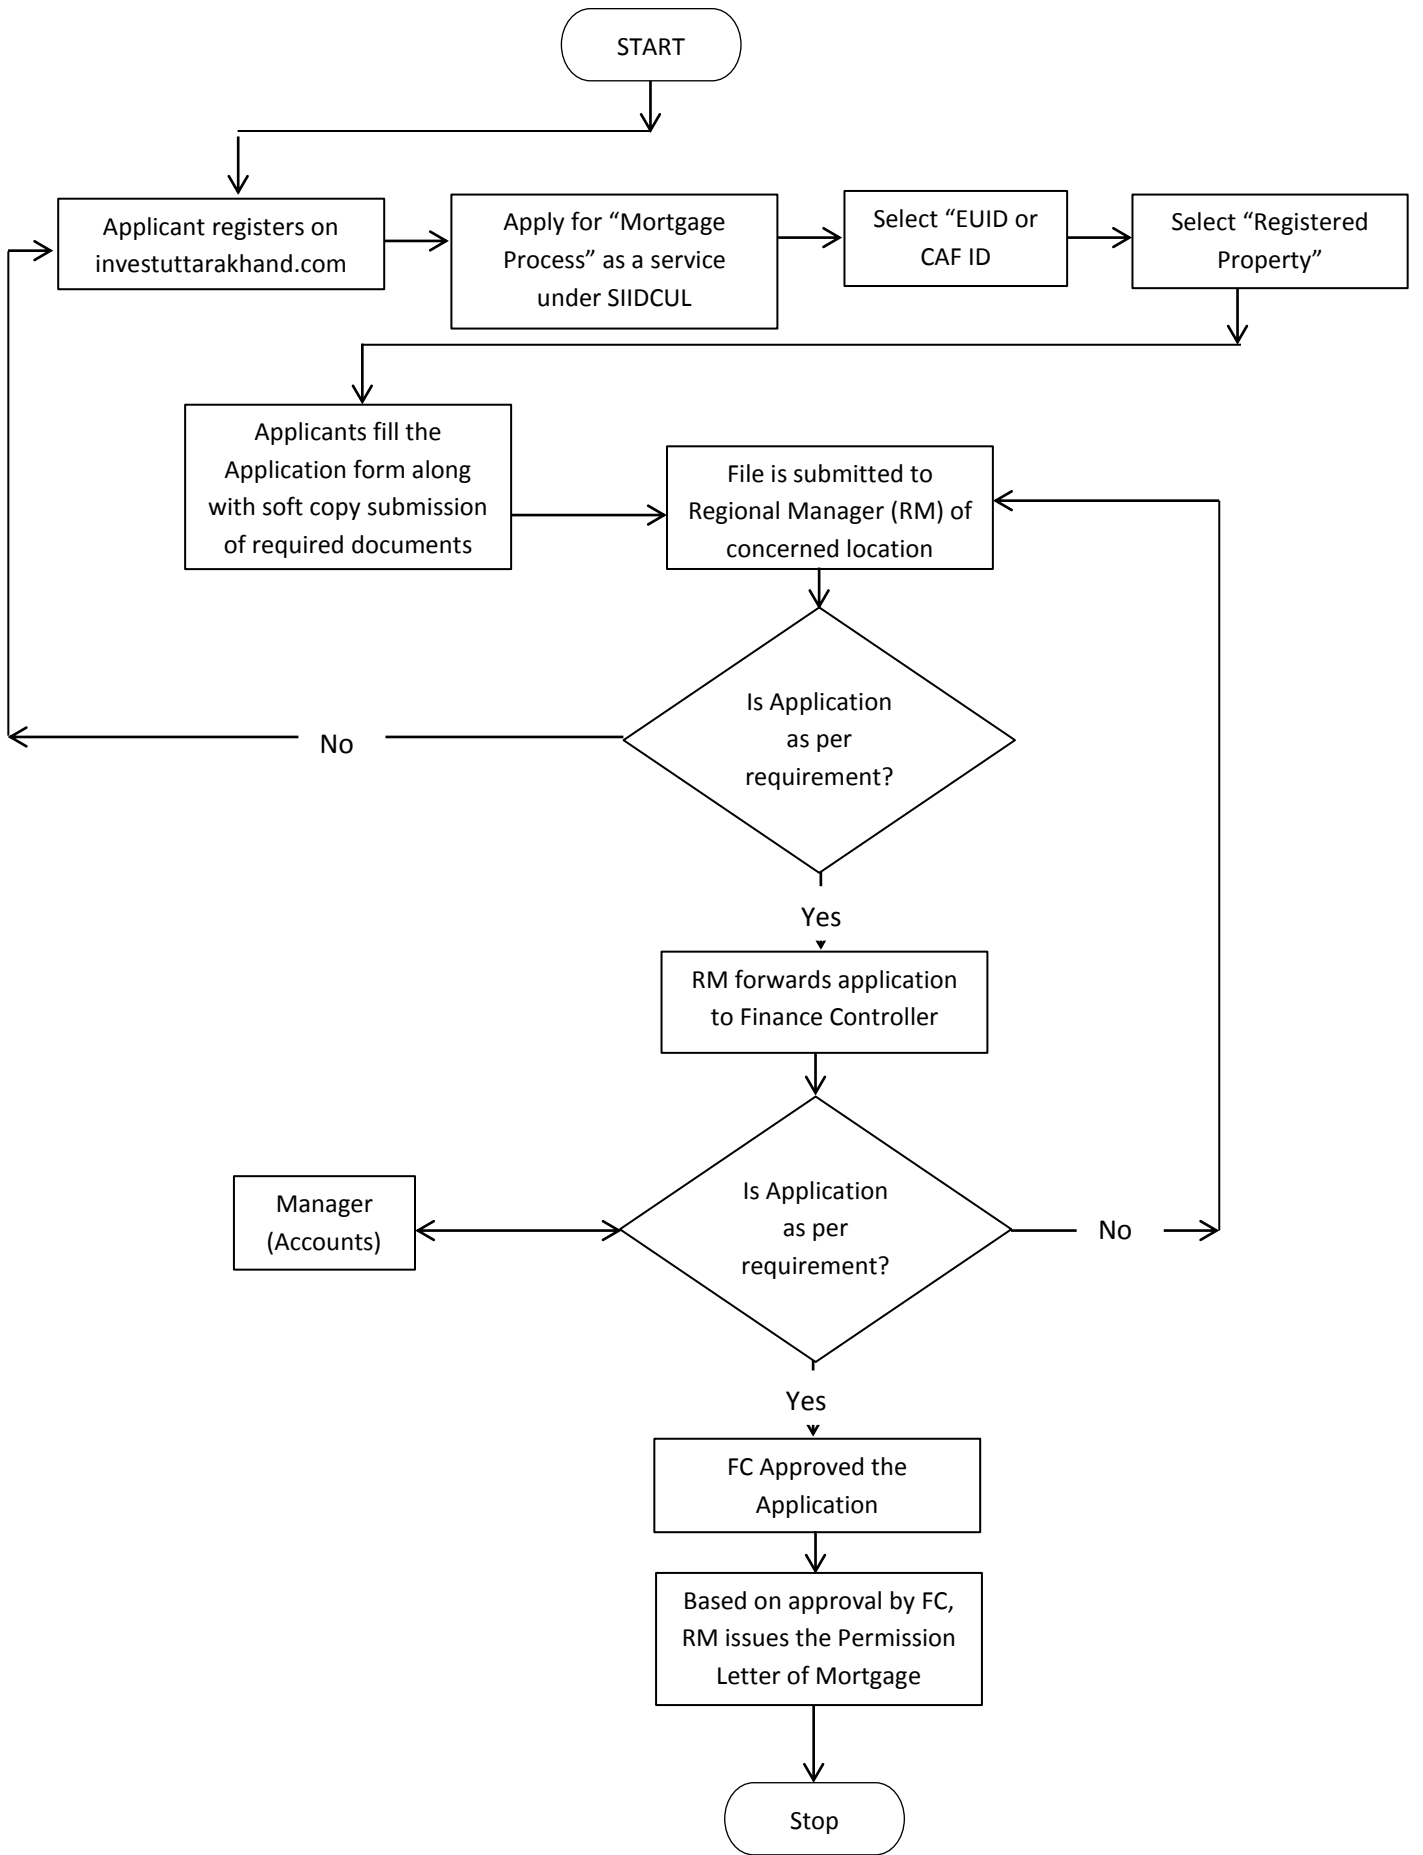 START
Applicant registers on
investuttarakhand.com
Apply for “Mortgage
Process” as a service
under SIIDCUL
Select “EUID or
CAF ID
Select “Registered
Property”
Applicants fill the
Application form along
with soft copy submission
of required documents
File is submitted to
Regional Manager (RM) of
concerned location
Is Application
as per
requirement?
No
Yes
RM forwards application
to Finance Controller
Manager
(Accounts)
Is Application
as per
requirement?
No
Yes
FC Approved the
Application
Based on approval by FC,
RM issues the Permission
Letter of Mortgage
Stop